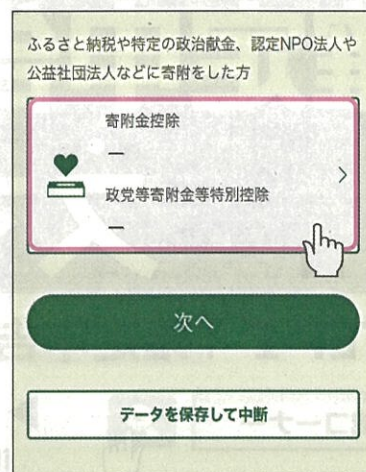 ふるさと納税や特定の政治献金、認定NPO法人や
公益社団法人などに寄附をした方
寄附金控除
ー
政党等寄附金等特別控除
ー
次へ
データを保存して中断